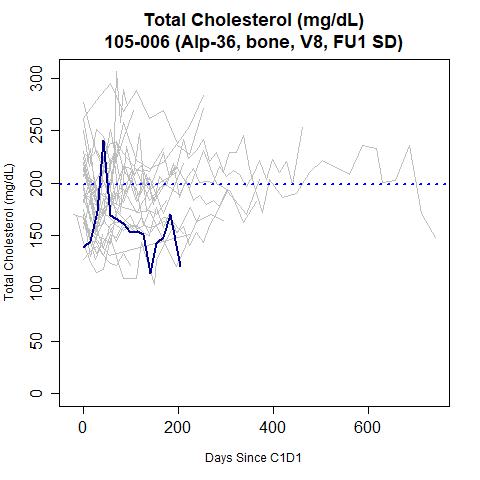 Total Cholesterol (mg/dL)
105-006 (Alp-36, bone, V8, FU1 SD)
Total Cholesterol (mg/dL)
300
250
200
150
100
50
0
0 200 400 600
Days Since C1D1